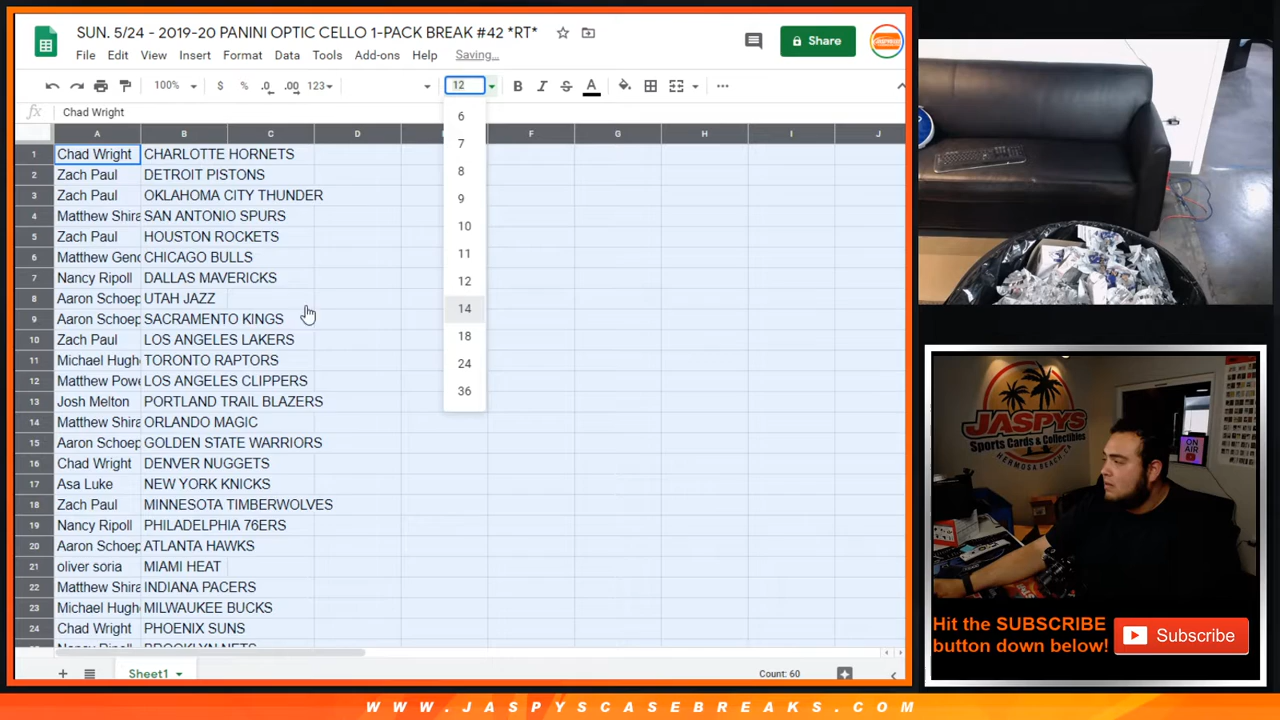 SUN. 5/24 - 2019-20 PANINI OPTIC CELLO 1-PACK BREAK #42 *RT*
File Edit View Insert Format Data Tools Add-ons Help Saving...
Share
100% $ % .0 .00 123 12 B I S A
fx Chad Wright
A B C D F G H I J
1 Chad Wright CHARLOTTE HORNETS
2 Zach Paul DETROIT PISTONS
3 Zach Paul OKLAHOMA CITY THUNDER
4 Matthew Shira SAN ANTONIO SPURS
5 Zach Paul HOUSTON ROCKETS
6 Matthew Geno CHICAGO BULLS
7 Nancy Ripoll DALLAS MAVERICKS
8 Aaron Schoep UTAH JAZZ
9 Aaron Schoep SACRAMENTO KINGS
10 Zach Paul LOS ANGELES LAKERS
11 Michael Hugh TORONTO RAPTORS
12 Matthew Powe LOS ANGELES CLIPPERS
13 Josh Melton PORTLAND TRAIL BLAZERS
14 Matthew Shira ORLANDO MAGIC
15 Aaron Schoep GOLDEN STATE WARRIORS
16 Chad Wright DENVER NUGGETS
17 Asa Luke NEW YORK KNICKS
18 Zach Paul MINNESOTA TIMBERWOLVES
19 Nancy Ripoll PHILADELPHIA 76ERS
20 Aaron Schoep ATLANTA HAWKS
21 oliver soria MIAMI HEAT
22 Matthew Shira INDIANA PACERS
23 Michael Hugh MILWAUKEE BUCKS
24 Chad Wright PHOENIX SUNS
Nancy Ripoll BROOKLYN NETS
6
7
8
9
10
11
12
14
18
24
36
Sheet1
Count: 60
JASPYS
Sports Cards & Collectibles
HERMOSA BEACH, CA
ON AIR
Hit the SUBSCRIBE
button down below!
Subscribe
WWW.JASPYSCASEBREAKS.COM